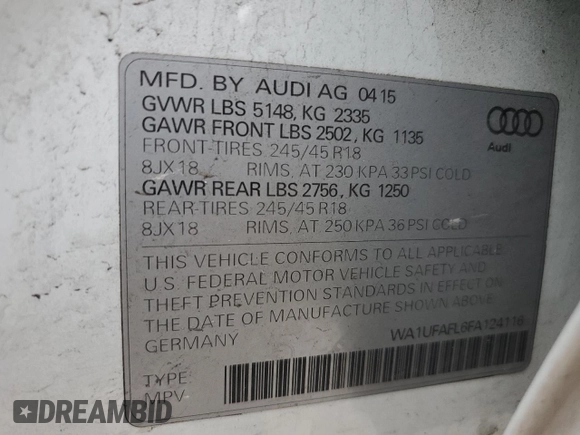 MFD. BY AUDI AG 04 15
GVWR LBS 5148, KG 2335
GAWR FRONT LBS 2502, KG 1135
FRONT-TIRES 245/45 R18
8JX18 RIMS, AT 230 KPA 33 PSI COLD
GAWR REAR LBS 2756, KG 1250
REAR-TIRES 245/45 R18
8JX18 RIMS, AT 250 KPA 36 PSI COLD
Audi
THIS VEHICLE CONFORMS TO ALL APPLICABLE
U.S. FEDERAL MOTOR VEHICLE SAFETY AND
THEFT PREVENTION STANDARDS IN EFFECT ON
THE DATE OF MANUFACTURE SHOWN ABOVE.
GERMANY
WA1UFAFL6FA124116
TYPE:
MPV
DREAMBID